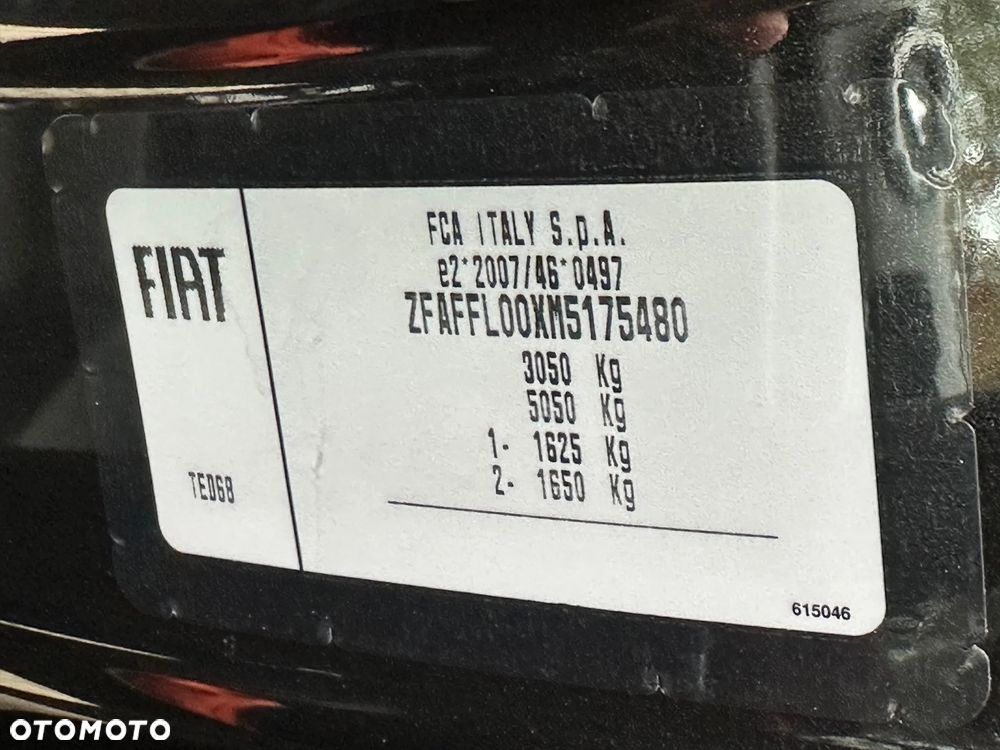 FIAT
TED68
FCA ITALY S.p.A.
e2*2007/46*0497
ZFAFFL00XM5175480
3050 Kg
5050 Kg
1- 1625 Kg
2- 1650 Kg
615046
OTOMOTO